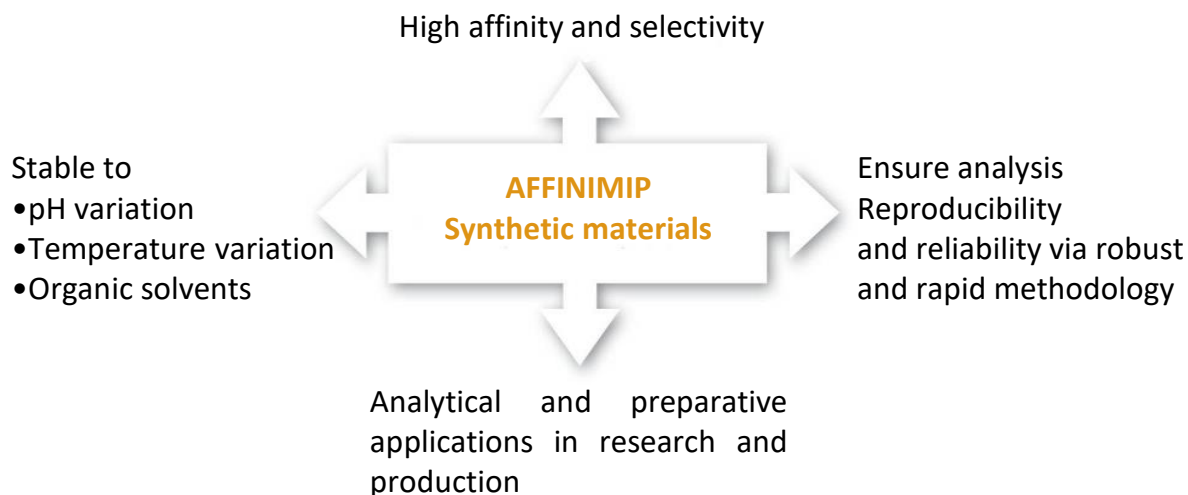 High affinity and selectivity
Stable to
•pH variation
•Temperature variation
•Organic solvents
AFFINIMIP
Synthetic materials
Ensure analysis
Reproducibility
and reliability via robust
and rapid methodology
Analytical and preparative
applications in research and
production